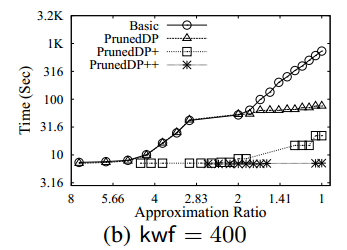 3.2K
1K
316
100
31.6
10
3.16
Time (Sec)
Basic
PrunedDP
PrunedDP+
PrunedDP++
8 5.66 4 2.83 2 1.41 1
Approximation Ratio
(b) kwf = 400